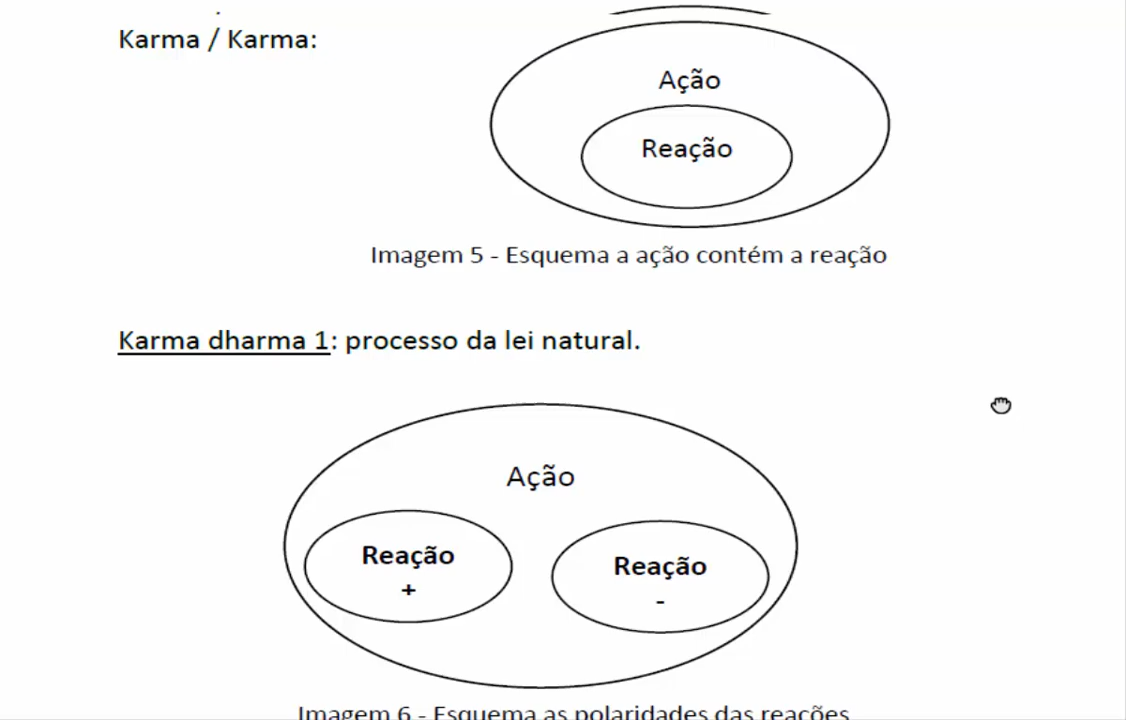 Karma / Karma:
Ação
Reação
Imagem 5 - Esquema a ação contém a reação
Karma dharma 1: processo da lei natural.
Ação
Reação
+
Reação
-
Imagem 6 - Esquema as polaridades das reações